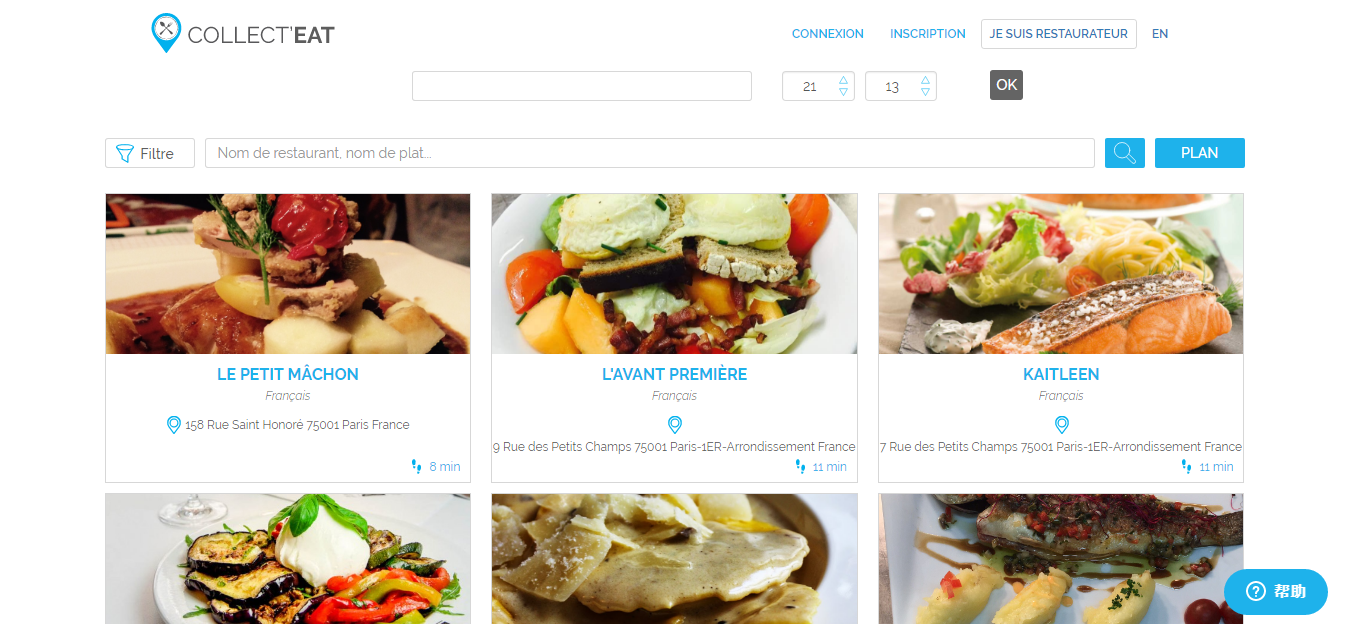 COLLECT'EAT
CONNEXION
INSCRIPTION
JE SUIS RESTAURATEUR
EN
21
13
OK
Filtre
Nom de restaurant, nom de plat...
PLAN
LE PETIT MÂCHON
Français
158 Rue Saint Honoré 75001 Paris France
8 min
L'AVANT PREMIÈRE
Français
9 Rue des Petits Champs 75001 Paris-1ER-Arrondissement France
11 min
KAITLEEN
Français
7 Rue des Petits Champs 75001 Paris-1ER-Arrondissement France
11 min
帮助